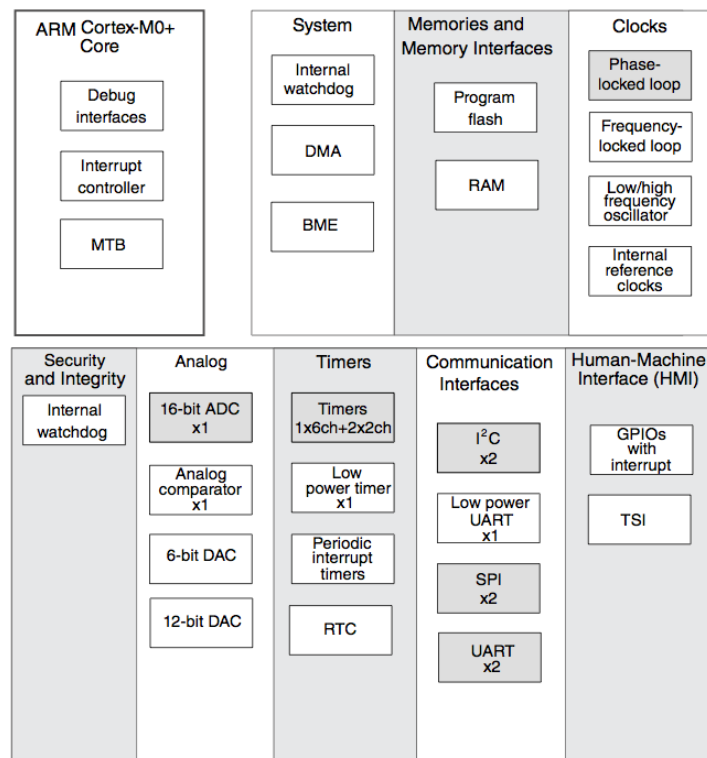 ARM Cortex-M0+
Core
Debug
interfaces
Interrupt
controller
MTB
System
Internal
watchdog
DMA
BME
Memories and
Memory Interfaces
Program
flash
RAM
Clocks
Phase-
locked loop
Frequency-
locked loop
Low/high
frequency
oscillator
Internal
reference
clocks
Security
and Integrity
Internal
watchdog
Analog
16-bit ADC
x1
Analog
comparator
x1
6-bit DAC
12-bit DAC
Timers
Timers
1x6ch+2x2ch
Low
power timer
x1
Periodic
interrupt
timers
RTC
Communication
Interfaces
I²C
x2
Low power
UART
x1
SPI
x2
UART
x2
Human-Machine
Interface (HMI)
GPIOs
with
interrupt
TSI